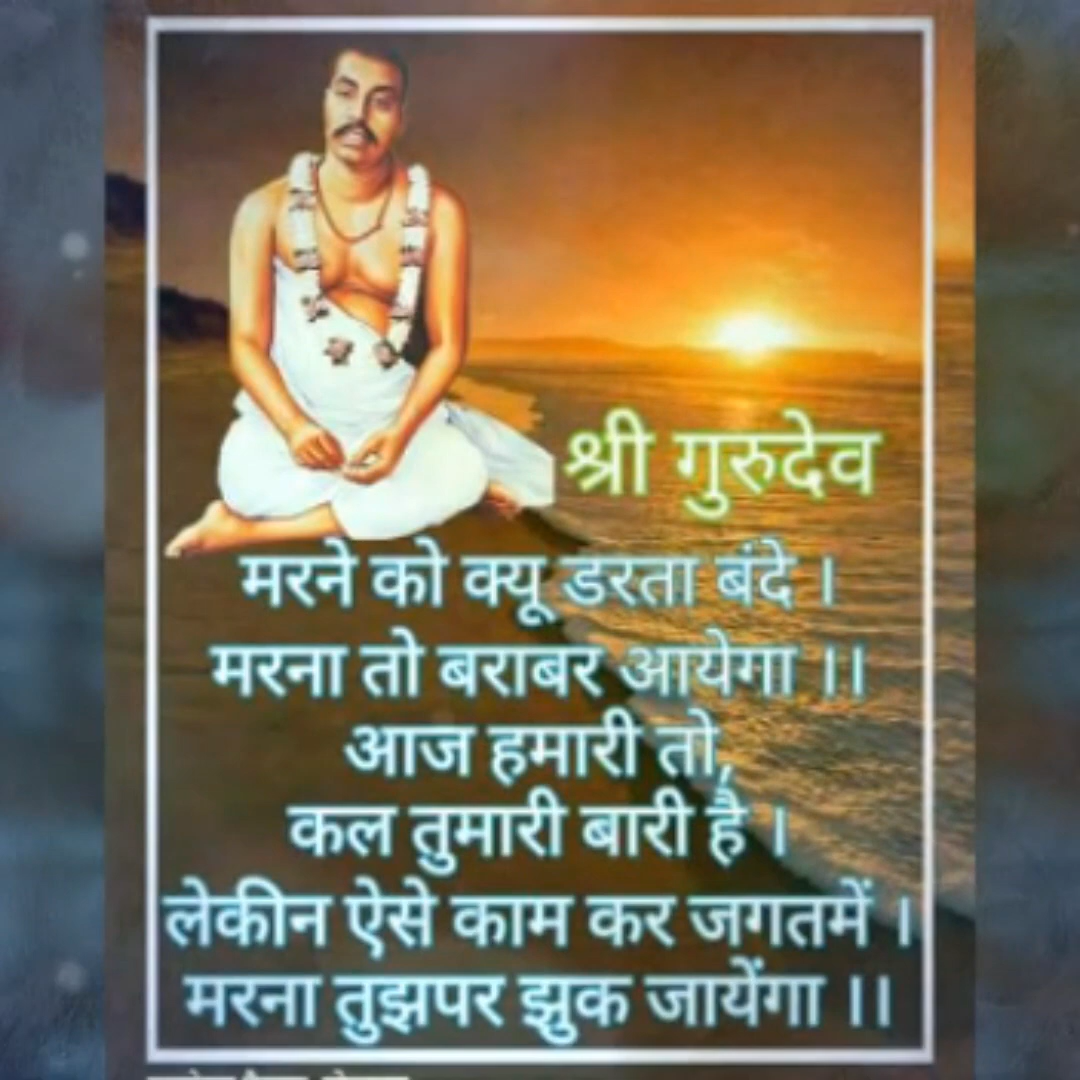 श्री गुरुदेव
मरने को क्यू डरता बंदे ।
मरना तो बराबर आयेगा ।।
आज हमारी तो,
कल तुमारी बारी है ।
लेकीन ऐसे काम कर जगतमें ।
मरना तुझपर झुक जायेंगा ।।